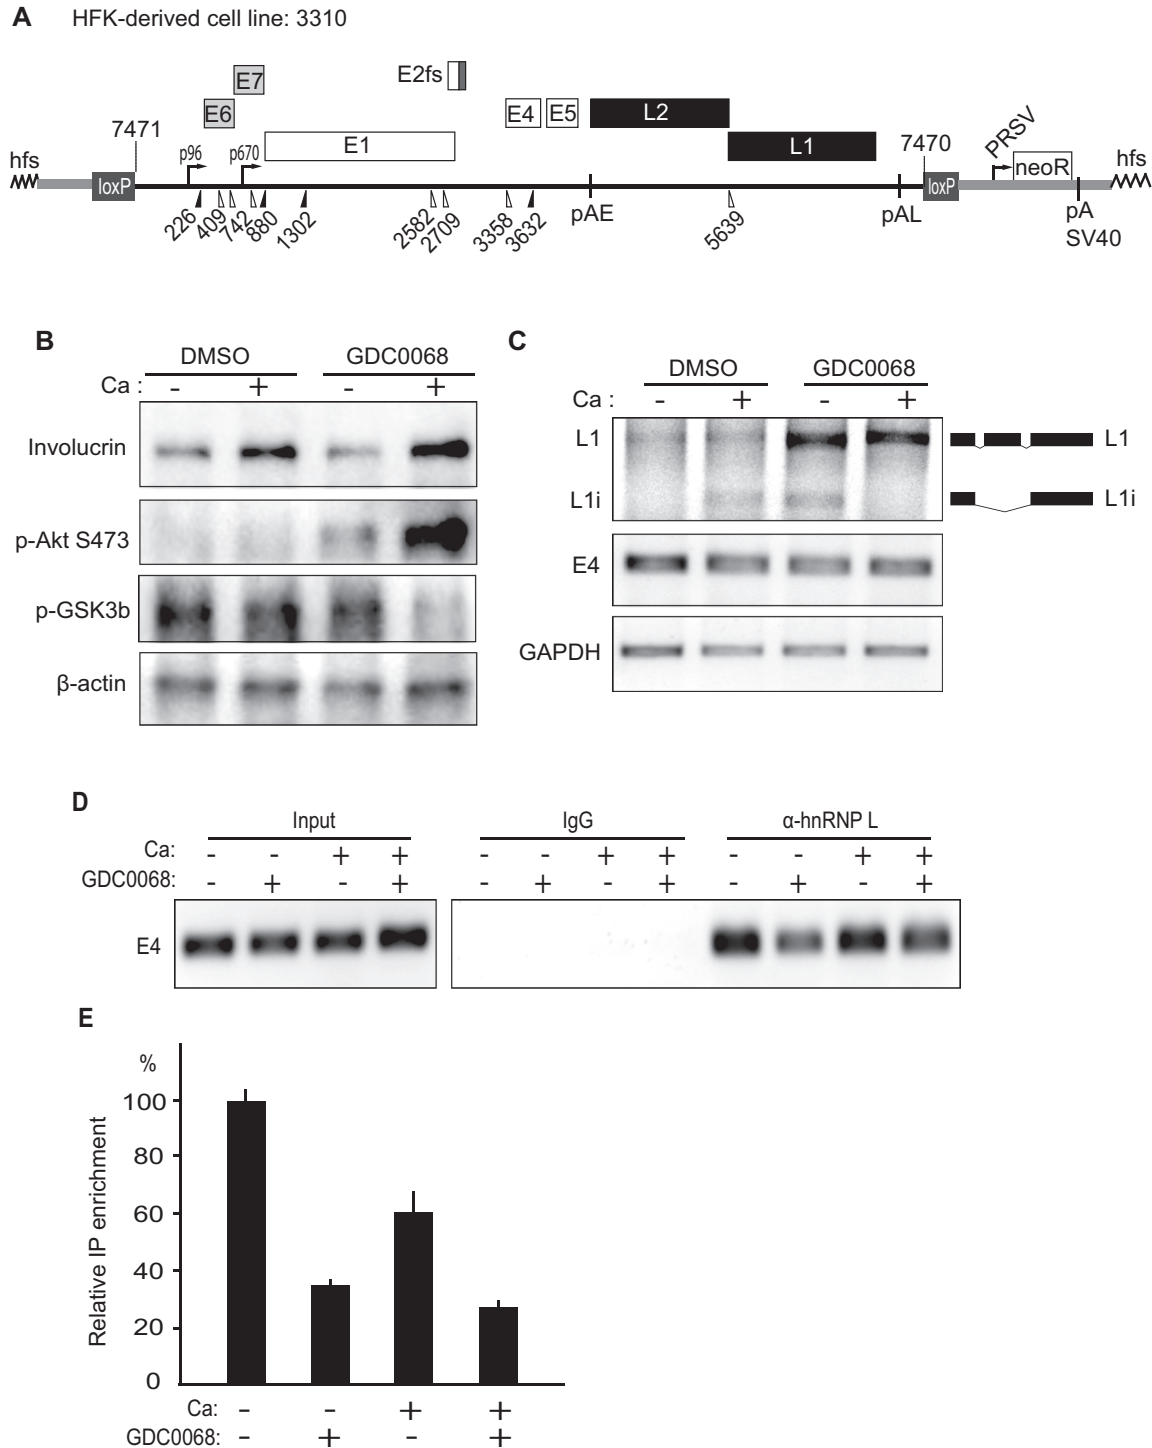 A HFK-derived cell line: 3310
E7
E2fs
E6
E4 E5
L2
7471
7470
PRSV
p96 p670
E1
L1
hfs
neoR
hfs
loxP
loxP
226 409 742 880 1302 2582 2709 3358 3632 pAE 5639 pAL pA
SV40
B
DMSO GDC0068
Ca : - + - +
Involucrin
p-Akt S473
p-GSK3b
β-actin
C
DMSO GDC0068
Ca : - + - +
L1 L1
L1i L1i
E4
GAPDH
D
Input IgG α-hnRNP L
Ca: - - + + - - + + - - + +
GDC0068: - + - + - + - + - + - +
E4
E
%
100
80
60
40
20
0
Relative IP enrichment
Ca: - - + +
GDC0068: - + - +